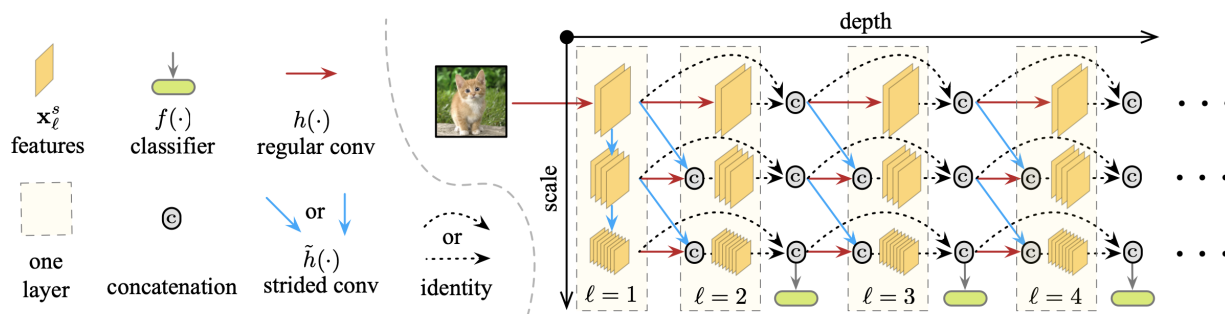 x_ℓ^s
features
f(·)
classifier
h(·)
regular conv
one
layer
c
concatenation
or
h̃(·)
strided conv
or
identity
depth
scale
c c c
c c c c c c
c c c c c c
ℓ = 1 ℓ = 2 ℓ = 3 ℓ = 4